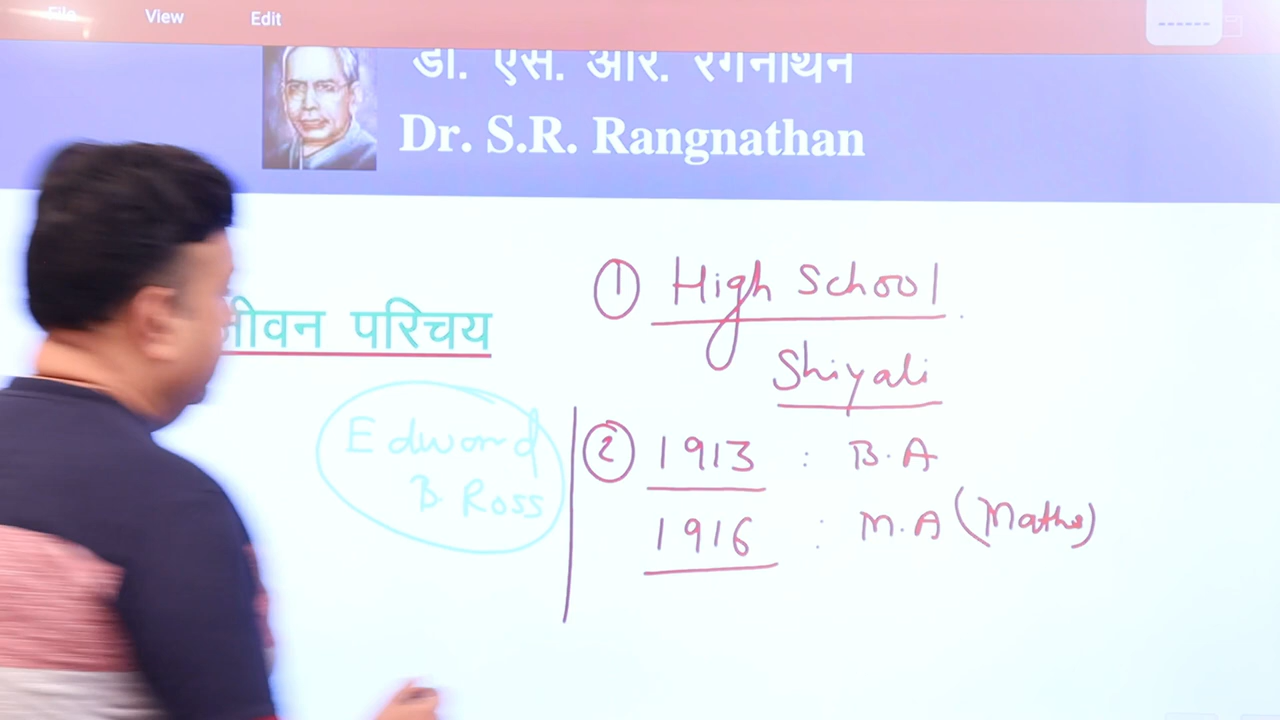 File View Edit
डॉ. एस. आर. रंगनाथन
Dr. S.R. Rangnathan
जीवन परिचय
Edward
B. Ross
1 High School
Shiyali
2 1913 : B.A
1916 : M.A (Maths)